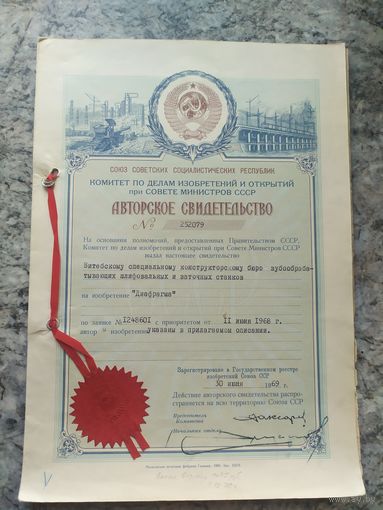 СОЮЗ СОВЕТСКИХ СОЦИАЛИСТИЧЕСКИХ РЕСПУБЛИК
КОМИТЕТ ПО ДЕЛАМ ИЗОБРЕТЕНИЙ И ОТКРЫТИЙ
при СОВЕТЕ МИНИСТРОВ СССР
АВТОРСКОЕ СВИДЕТЕЛЬСТВО
№ 252079
На основании полномочий, предоставленных Правительством СССР,
Комитет по делам изобретений и открытий при Совете Министров СССР
выдал настоящее свидетельство
Витебскому специальному конструкторскому бюро зубообраба-
тывающих шлифовальных и заточных станков
на изобретение "Диафрагма"
по заявке № 1248601 с приоритетом от 11 июня 1968 г.
автор и изобретения указаны в прилагаемом описании.
Зарегистрировано в Государственном реестре
изобретений Союза ССР
30 июня 1969 г.
Действие авторского свидетельства распро-
страняется на всю территорию Союза ССР
Председатель
Комитета
Начальник отдела